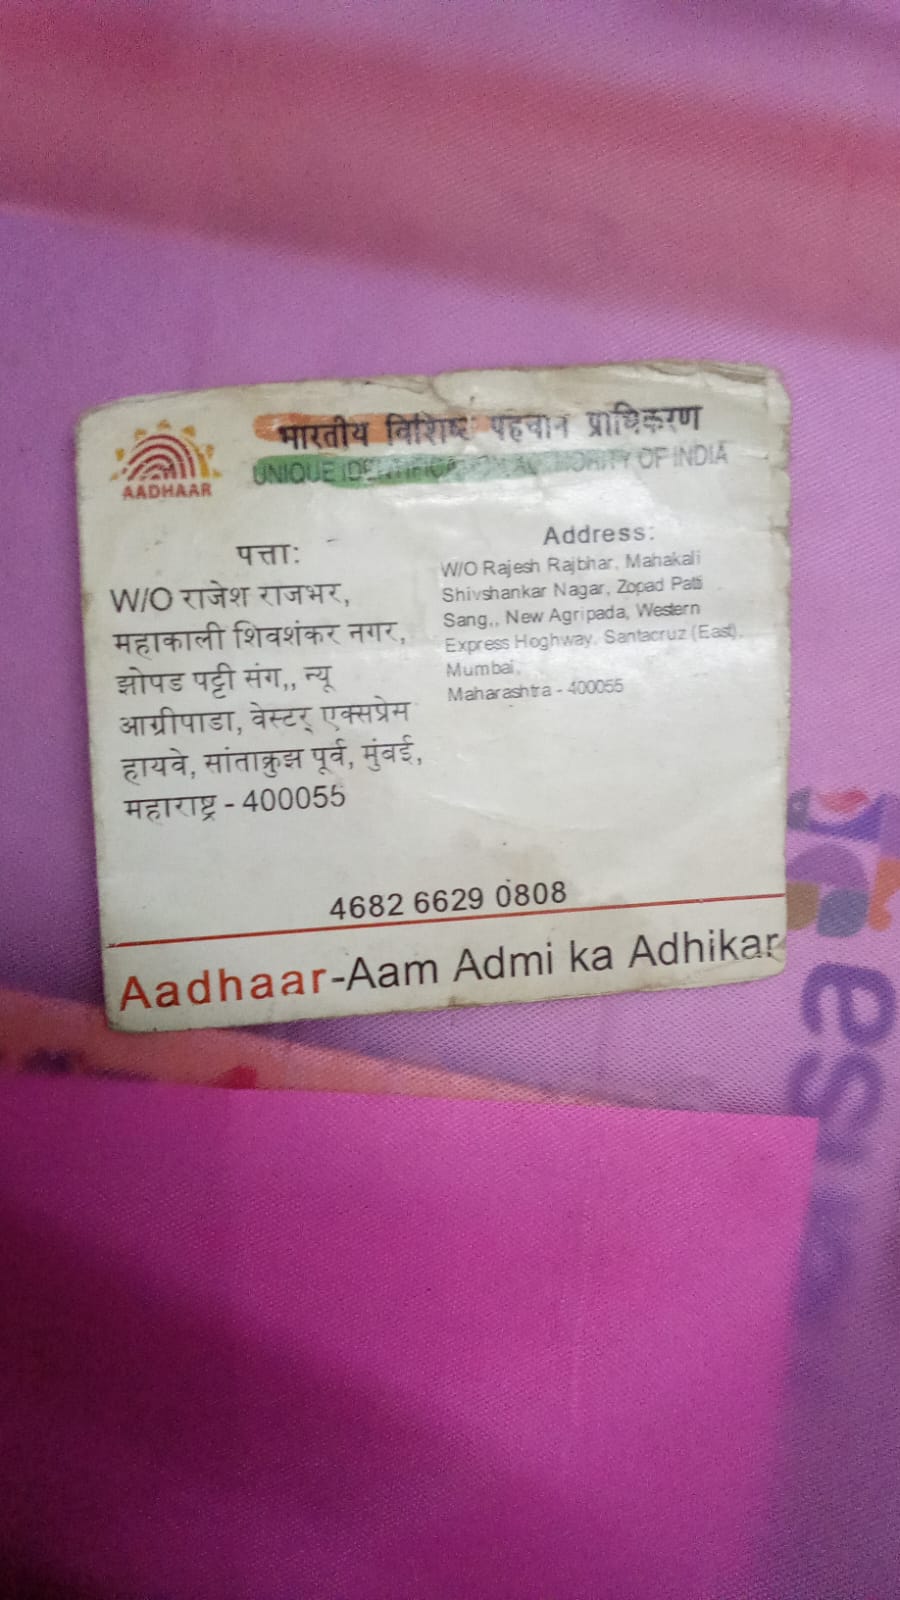 भारतीय विशिष्ट पहचान प्राधिकरण
UNIQUE IDENTIFICATION AUTHORITY OF INDIA
AADHAAR
पत्ता:
W/O राजेश राजभर,
महाकाली शिवशंकर नगर,
झोपड पट्टी संग,, न्यू
आग्रीपाडा, वेस्टर् एक्सप्रेस
हायवे, सांताक्रुझ पूर्व, मुंबई,
महाराष्ट्र - 400055
Address:
W/O Rajesh Rajbhar, Mahakali
Shivshankar Nagar, Zopad Patti
Sang,, New Agripada, Western
Express Hoghway, Santacruz (East),
Mumbai,
Maharashtra - 400055
4682 6629 0808
Aadhaar-Aam Admi ka Adhikar